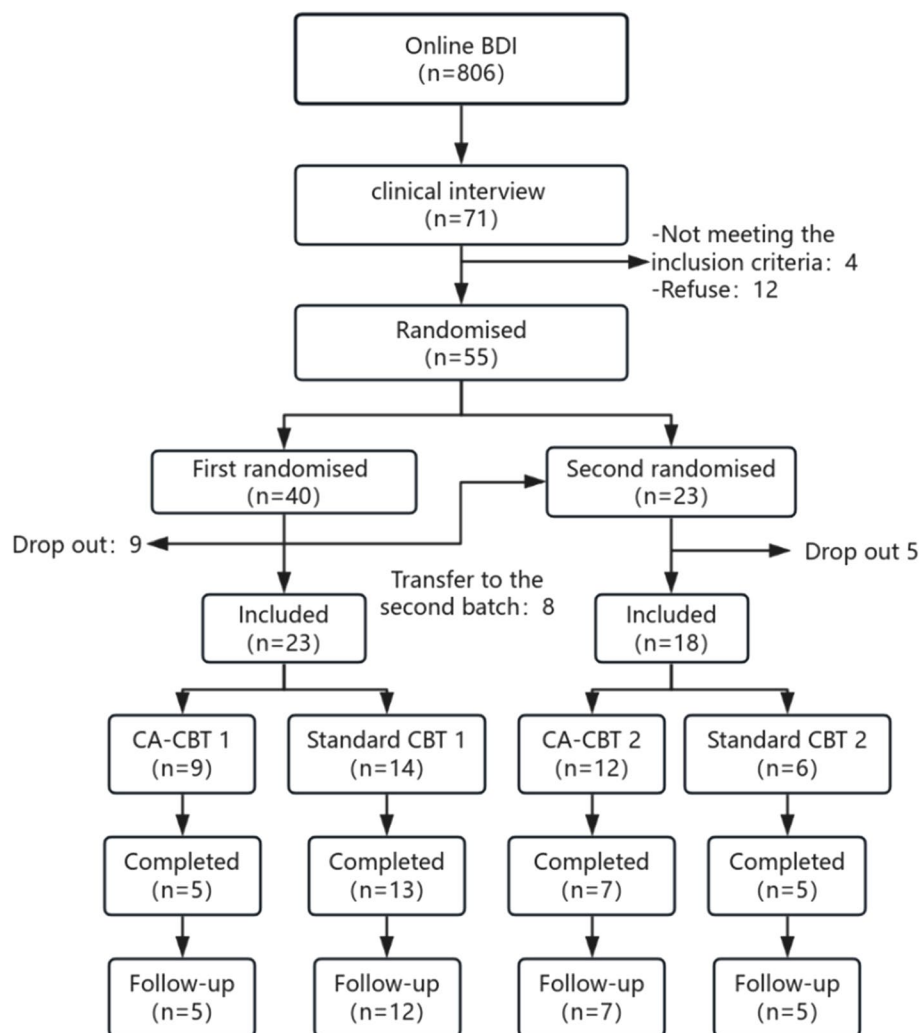 Online BDI
(n=806)
clinical interview
(n=71)
-Not meeting the
inclusion criteria: 4
-Refuse: 12
Randomised
(n=55)
First randomised
(n=40)
Second randomised
(n=23)
Drop out: 9
Drop out 5
Transfer to the
second batch: 8
Included
(n=23)
Included
(n=18)
CA-CBT 1
(n=9)
Standard CBT 1
(n=14)
CA-CBT 2
(n=12)
Standard CBT 2
(n=6)
Completed
(n=5)
Completed
(n=13)
Completed
(n=7)
Completed
(n=5)
Follow-up
(n=5)
Follow-up
(n=12)
Follow-up
(n=7)
Follow-up
(n=5)